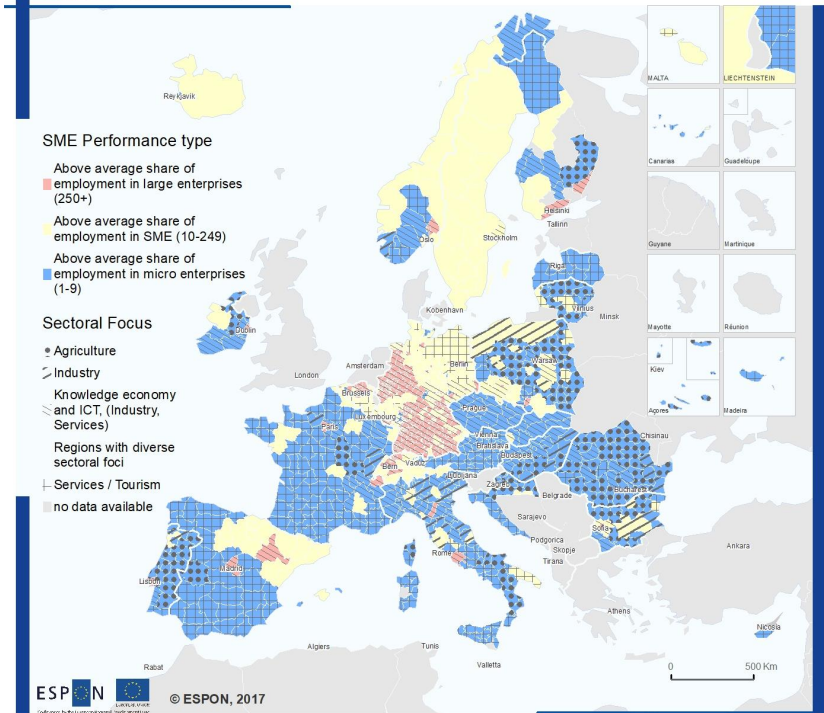 Reykjavik
SME Performance type
Above average share of
employment in large enterprises
(250+)
Above average share of
employment in SME (10-249)
Above average share of
employment in micro enterprises
(1-9)
Sectoral Focus
Agriculture
Industry
Knowledge economy
and ICT, (Industry,
Services)
Regions with diverse
sectoral foci
Services / Tourism
no data available
MALTA
LIECHTENSTEIN
Canarias
Guadeloupe
Guyane
Martinique
Mayotte
Réunion
Kiev
Açores
Madeira
Helsinki
Tallinn
Oslo
Stockholm
Riga
Kobenhavn
Vilnius
Minsk
Dublin
London
Amsterdam
Berlin
Warsaw
Brussels
Luxembourg
Prague
Paris
Vienna
Bratislava
Budapest
Chisinau
Bern
Vaduz
Ljubljana
Zagreb
Belgrade
Bucharest
Sarajevo
Sofia
Podgorica
Skopje
Tirana
Rome
Madrid
Lisbon
Ankara
Athens
Nicosia
Algiers
Tunis
Valletta
Rabat
0 500 Km
ESPON
© ESPON, 2017